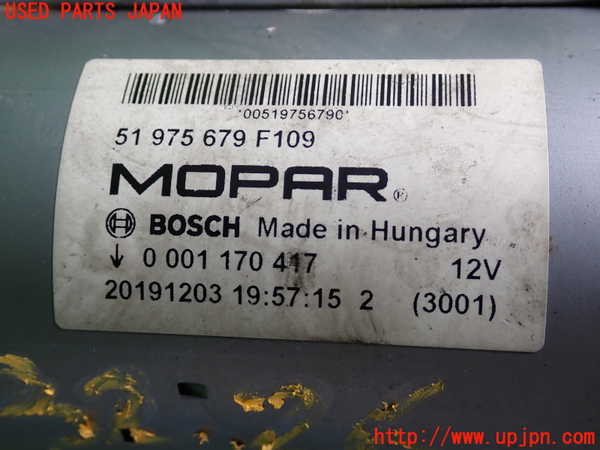 USED PARTS JAPAN
*00519756790*
51 975 679 F109
MOPAR®
BOSCH Made in Hungary
↓ 0 001 170 417 12V
20191203 19:57:15 2 (3001)
http://www.upjpn.com